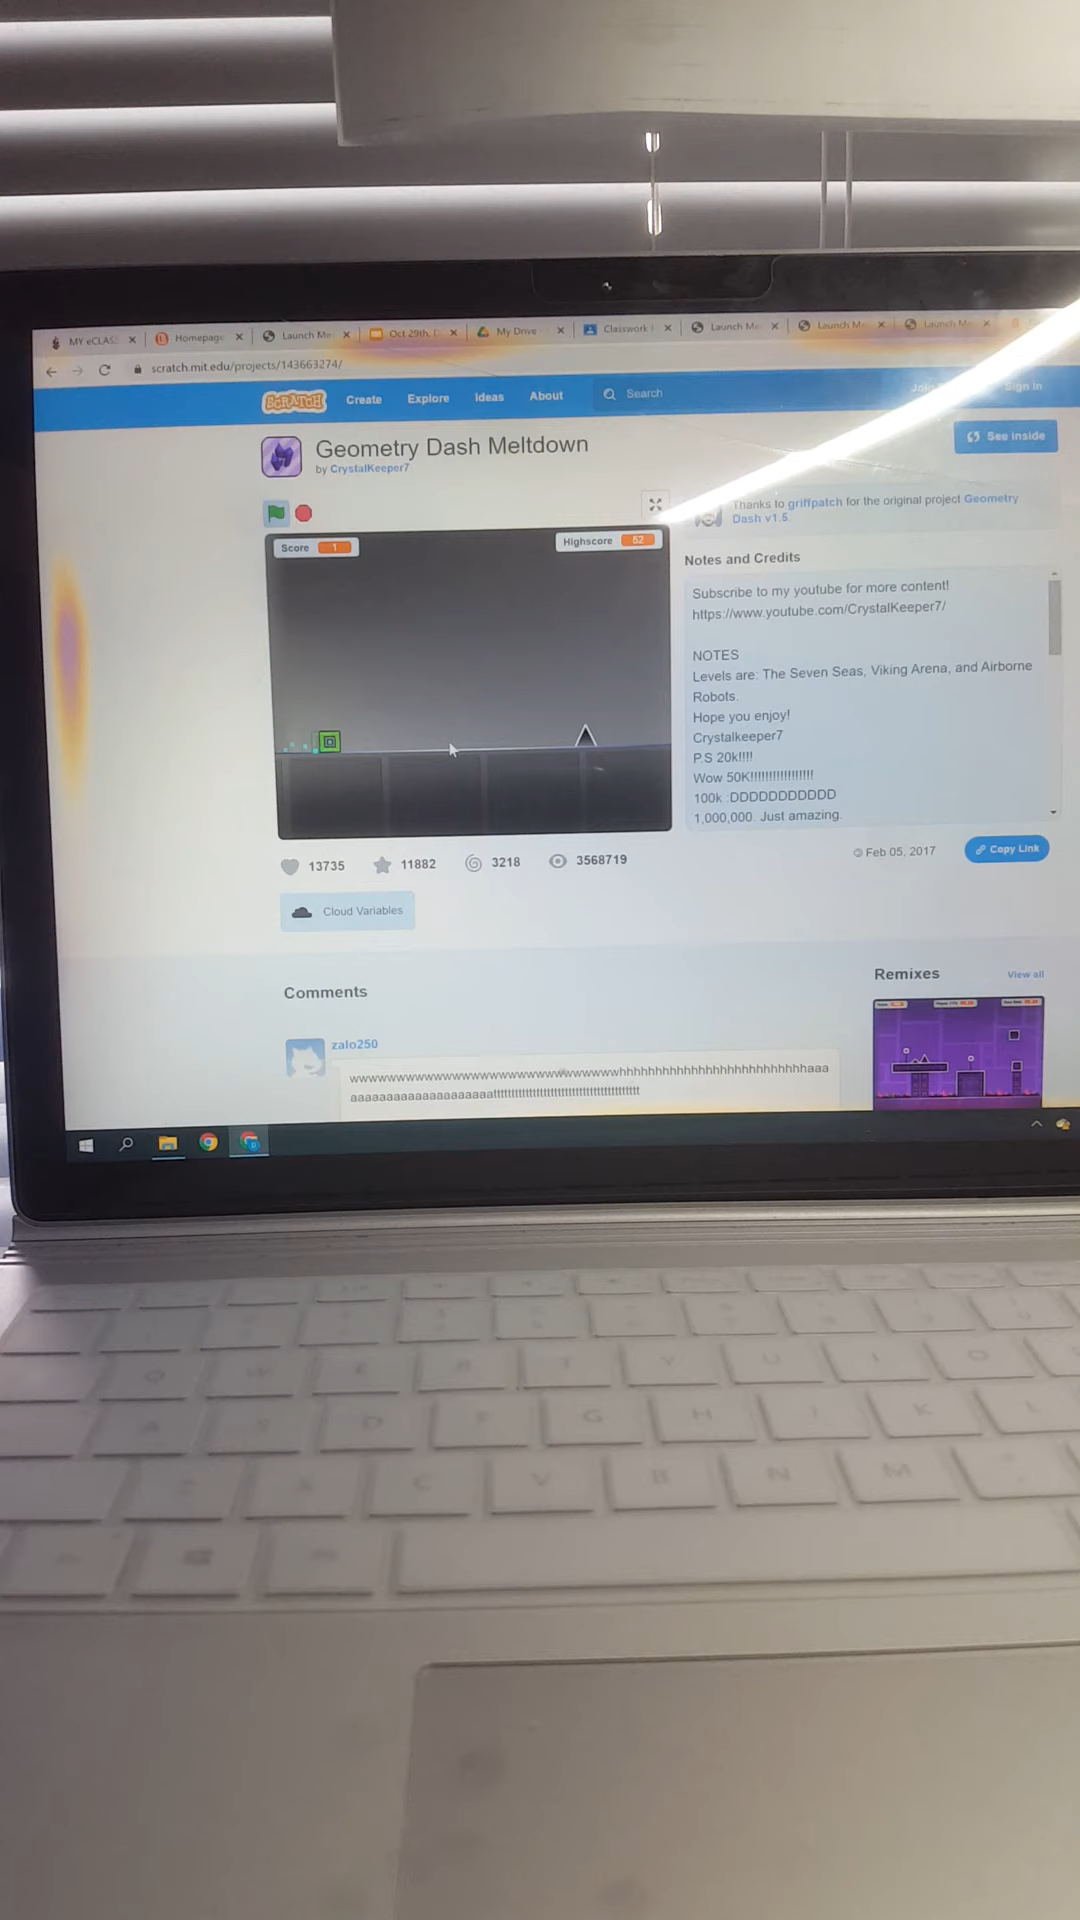 MY eCLAS
Homepage
Launch Me
Oct 29th, D
My Drive -
Classwork f
Launch Me
Launch M
Launch Me
scratch.mit.edu/projects/143663274/
SCRATCH
Create
Explore
Ideas
About
Search
Join
Sign in
Geometry Dash Meltdown
by CrystalKeeper7
See inside
Thanks to griffpatch for the original project Geometry
Dash v1.5.
Score 1
Highscore 52
Notes and Credits
Subscribe to my youtube for more content!
https://www.youtube.com/CrystalKeeper7/
NOTES
Levels are: The Seven Seas, Viking Arena, and Airborne
Robots.
Hope you enjoy!
Crystalkeeper7
P.S 20k!!!!
Wow 50K!!!!!!!!!!!!!!!!!
100k :DDDDDDDDDDD
1,000,000. Just amazing.
13735
11882
3218
3568719
© Feb 05, 2017
Copy Link
Cloud Variables
Comments
Remixes
View all
zalo250
Q W E R T Y U I O
A S D F G H J K L
Z X C V B N M